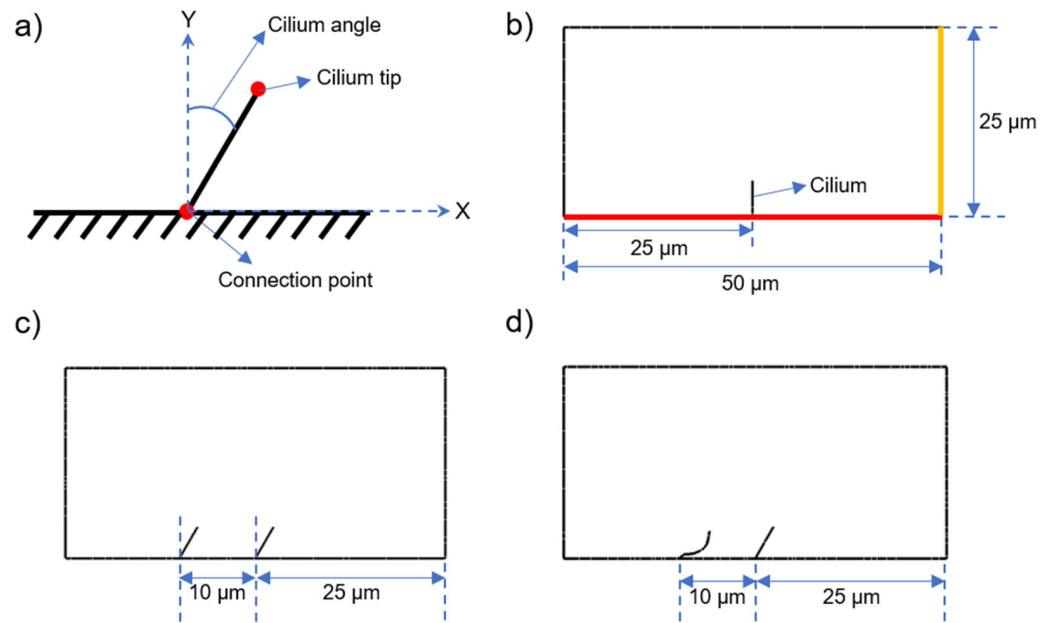 a)
Y
Cilium angle
Cilium tip
X
Connection point
b)
25 μm
Cilium
25 μm
50 μm
c)
10 μm
25 μm
d)
10 μm
25 μm